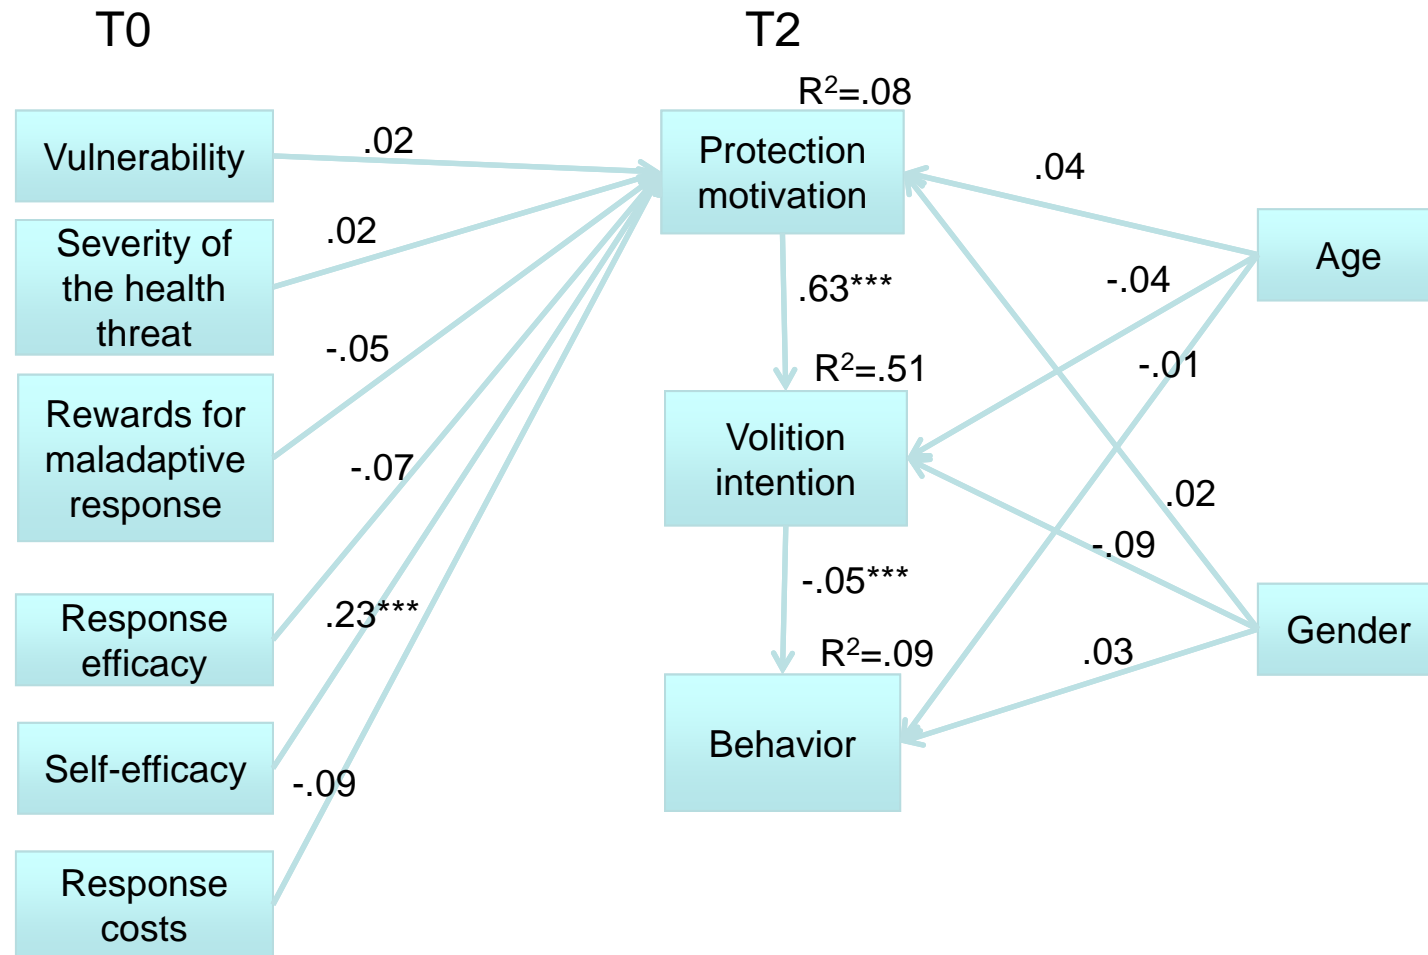 T0
T2
R²=.08
Vulnerability
.02
Protection
motivation
.04
Severity of
the health
threat
.02
Age
-.04
.63***
-.05
R²=.51
-.01
Rewards for
maladaptive
response
-.07
Volition
intention
.02
-.09
-.05***
Response
efficacy
.23***
R²=.09
.03
Gender
Self-efficacy
-.09
Behavior
Response
costs